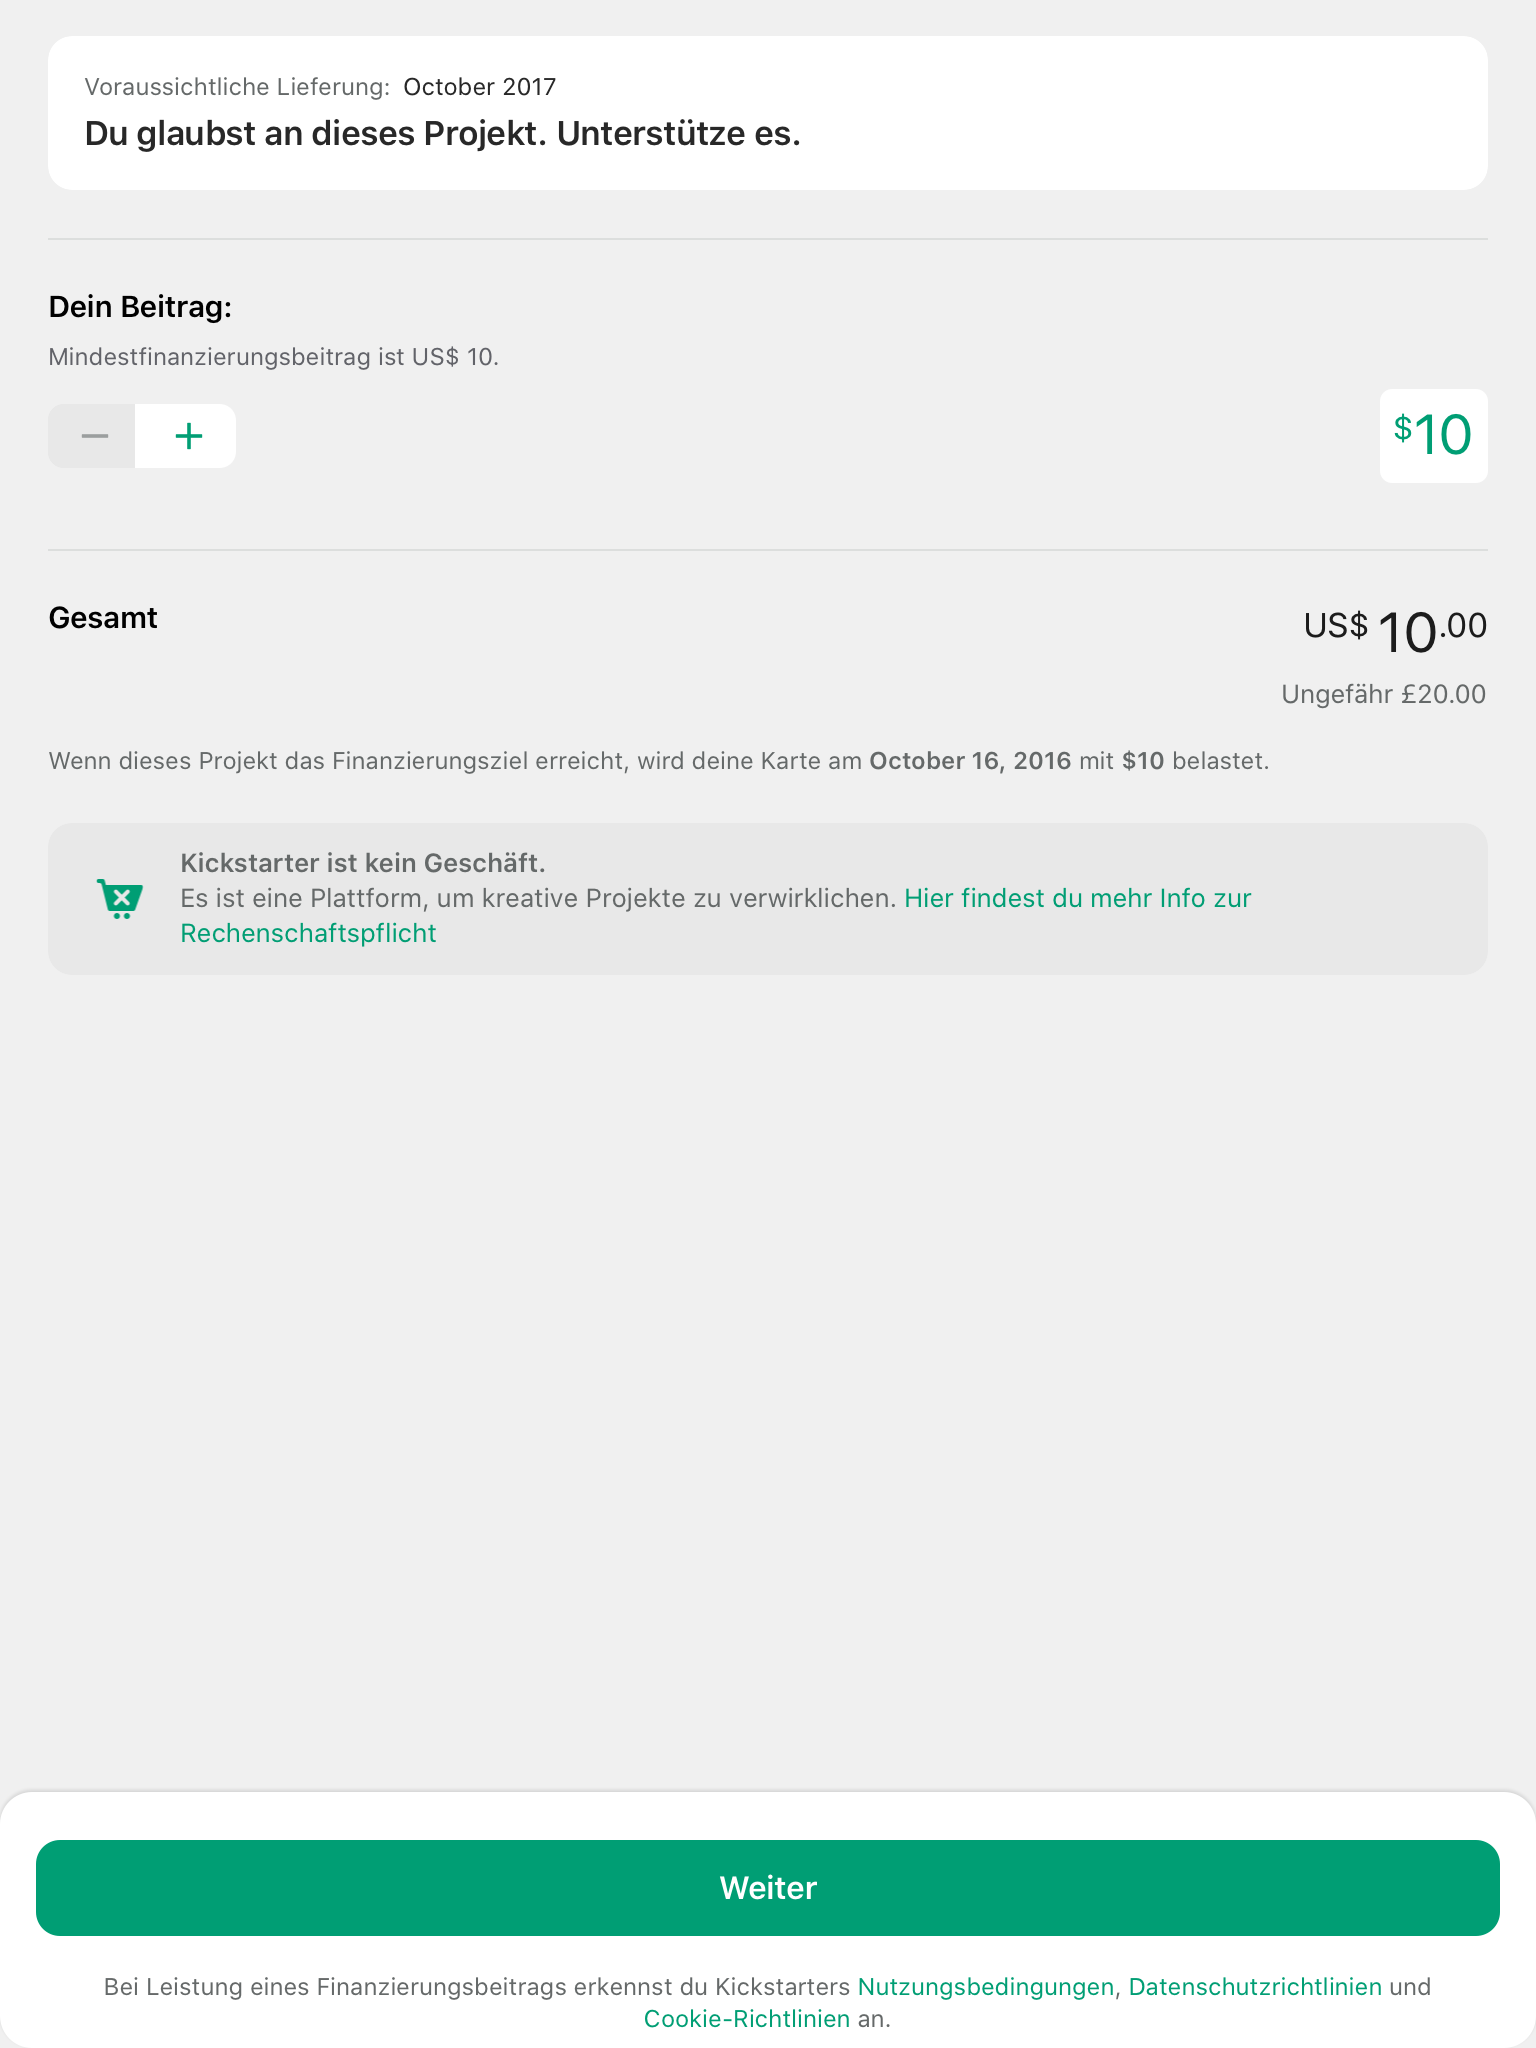 Voraussichtliche Lieferung: October 2017
Du glaubst an dieses Projekt. Unterstütze es.
Dein Beitrag:
Mindestfinanzierungsbeitrag ist US$ 10.
$10
Gesamt
US$ 10.00
Ungefähr £20.00
Wenn dieses Projekt das Finanzierungsziel erreicht, wird deine Karte am October 16, 2016 mit $10 belastet.
Kickstarter ist kein Geschäft.
Es ist eine Plattform, um kreative Projekte zu verwirklichen. Hier findest du mehr Info zur
Rechenschaftspflicht
Weiter
Bei Leistung eines Finanzierungsbeitrags erkennst du Kickstarters Nutzungsbedingungen, Datenschutzrichtlinien und
Cookie-Richtlinien an.